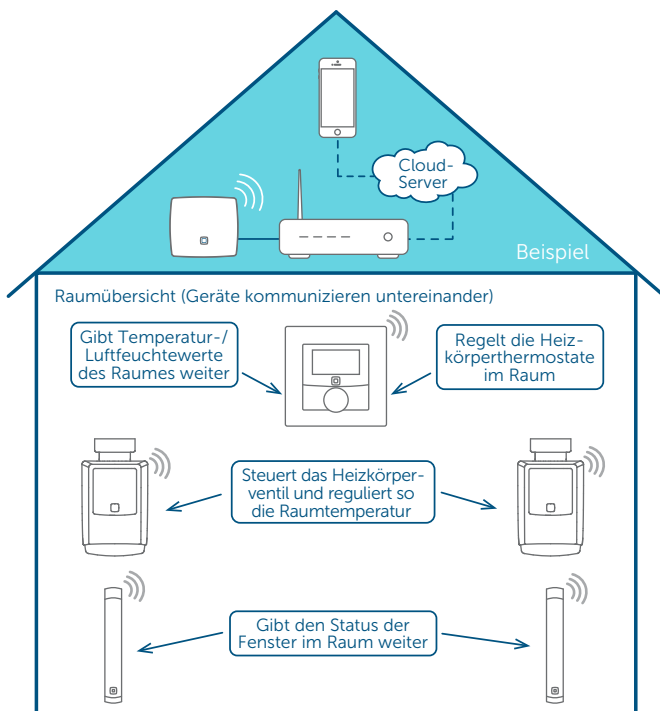 Cloud-
Server
Beispiel
Raumübersicht (Geräte kommunizieren untereinander)
Gibt Temperatur-/
Luftfeuchtewerte
des Raumes weiter
Regelt die Heiz-
körperthermostate
im Raum
Steuert das Heizkörper-
ventil und reguliert so
die Raumtemperatur
Gibt den Status der
Fenster im Raum weiter